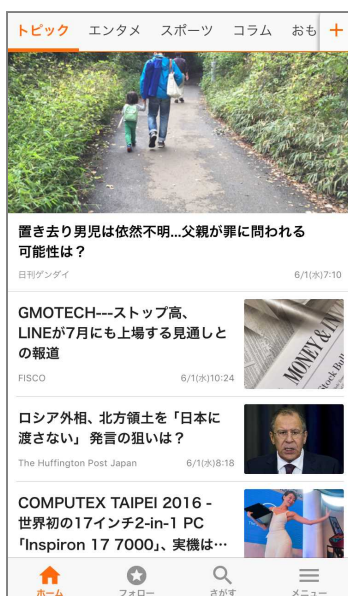 トピック エンタメ スポーツ コラム おも +
置き去り男児は依然不明...父親が罪に問われる
可能性は？
日刊ゲンダイ 6/1(水)7:10
GMOTECH---ストップ高、
LINEが7月にも上場する見通しと
の報道
FISCO 6/1(水)10:24
MONEY & IN
Stock Bull
ロシア外相、北方領土を「日本に
渡さない」 発言の狙いは？
The Huffington Post Japan 6/1(水)8:18
COMPUTEX TAIPEI 2016 -
世界初の17インチ2-in-1 PC
「Inspiron 17 7000」、実機は…
ホーム フォロー さがす メニュー